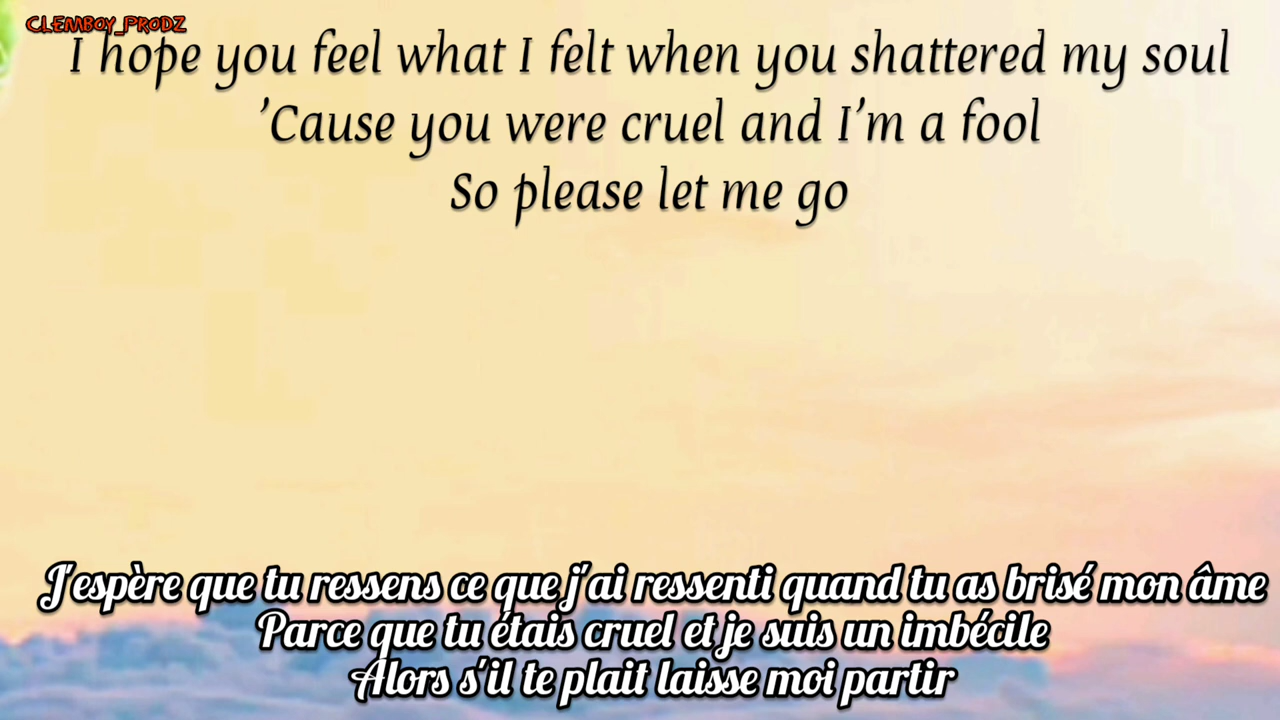 CLEMBOY_PRODZ
I hope you feel what I felt when you shattered my soul
'Cause you were cruel and I'm a fool
So please let me go
J'espère que tu ressens ce que j'ai ressenti quand tu as brisé mon âme
Parce que tu étais cruel et je suis un imbécile
Alors s'il te plait laisse moi partir